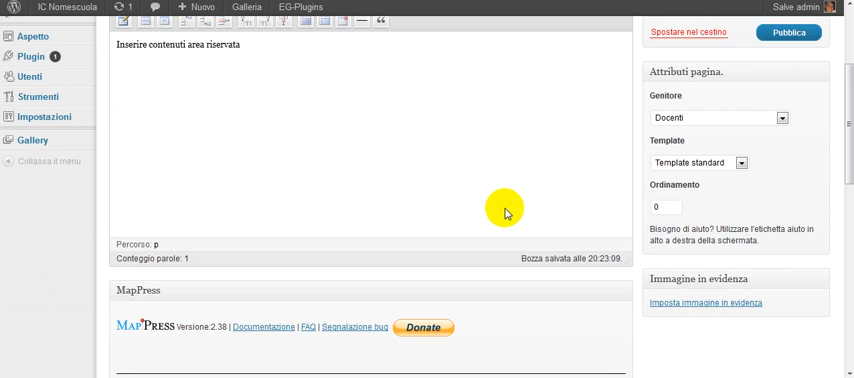 IC Nomescuola
1
Nuovo
Galleria
EG-Plugins
Salve admin
Aspetto
Plugin 1
Utenti
Strumenti
Impostazioni
Gallery
Collassa il menu
Inserire contenuti area riservata
Percorso: p
Conteggio parole: 1
Bozza salvata alle 20:23:09.
MapPress
MapPress Versione:2.38 | Documentazione | FAQ | Segnalazione bug
Donate
Spostare nel cestino
Pubblica
Attributi pagina.
Genitore
Docenti
Template
Template standard
Ordinamento
0
Bisogno di aiuto? Utilizzare l'etichetta aiuto in
alto a destra della schermata.
Immagine in evidenza
Imposta immagine in evidenza